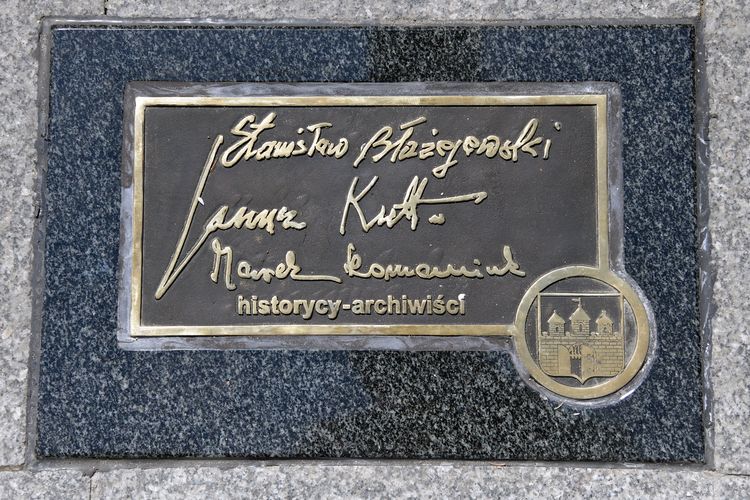 Stanisław Błażejewski
Janusz Kutta
Marek Romaniuk
historycy-archiwiści